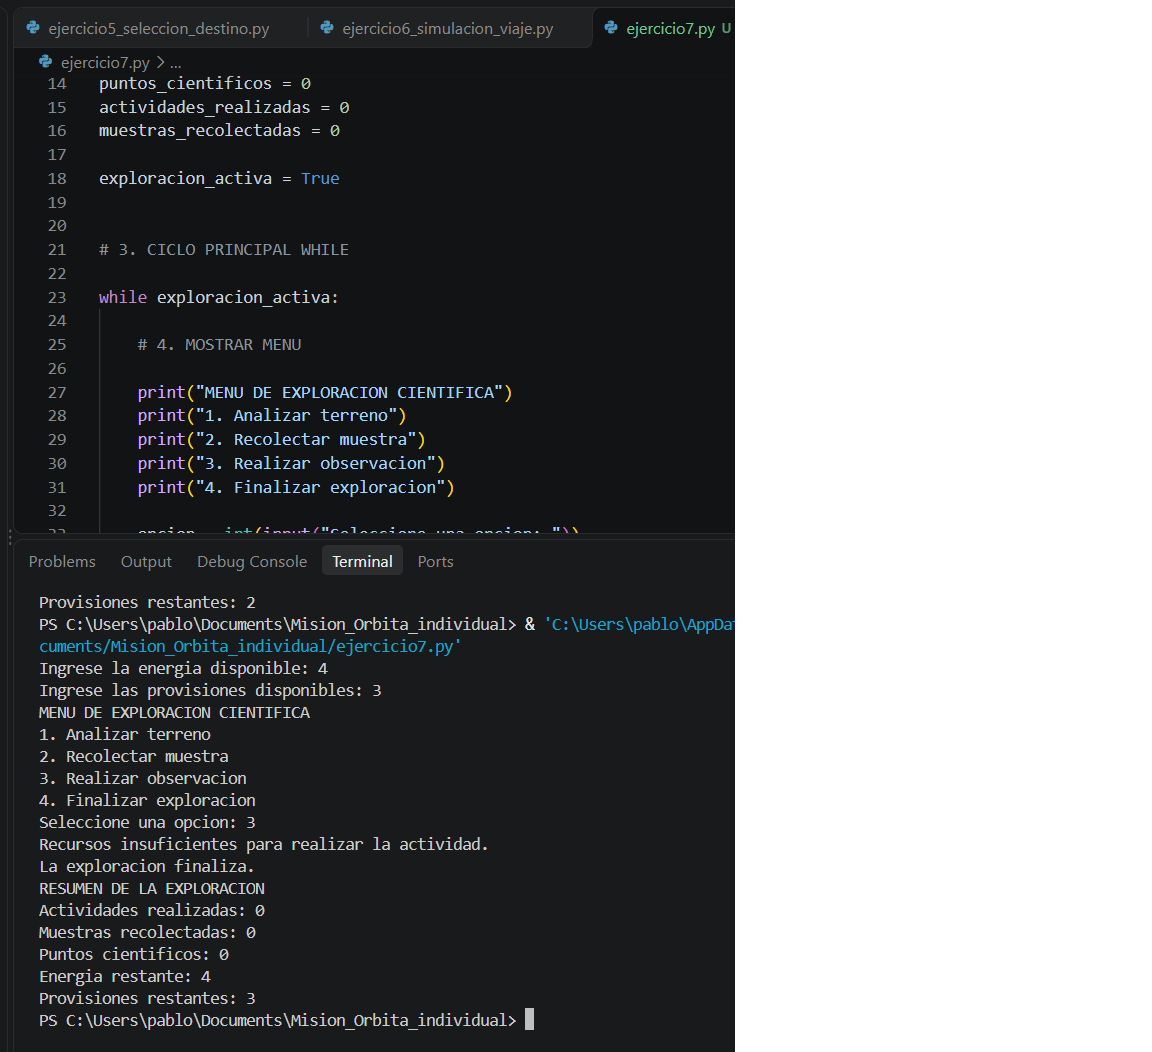 ejercicio5_seleccion_destino.py ejercicio6_simulacion_viaje.py ejercicio7.py U
ejercicio7.py > ...
14 puntos_cientificos = 0
15 actividades_realizadas = 0
16 muestras_recolectadas = 0
17
18 exploracion_activa = True
19
20
21 # 3. CICLO PRINCIPAL WHILE
22
23 while exploracion_activa:
24
25 # 4. MOSTRAR MENU
26
27 print("MENU DE EXPLORACION CIENTIFICA")
28 print("1. Analizar terreno")
29 print("2. Recolectar muestra")
30 print("3. Realizar observacion")
31 print("4. Finalizar exploracion")
32
33 opcion = int(input("Seleccione una opcion: "))
Problems Output Debug Console Terminal Ports
Provisiones restantes: 2
PS C:\Users\pablo\Documents\Mision_Orbita_individual> & 'C:\Users\pablo\AppDat
cuments/Mision_Orbita_individual/ejercicio7.py'
Ingrese la energia disponible: 4
Ingrese las provisiones disponibles: 3
MENU DE EXPLORACION CIENTIFICA
1. Analizar terreno
2. Recolectar muestra
3. Realizar observacion
4. Finalizar exploracion
Seleccione una opcion: 3
Recursos insuficientes para realizar la actividad.
La exploracion finaliza.
RESUMEN DE LA EXPLORACION
Actividades realizadas: 0
Muestras recolectadas: 0
Puntos cientificos: 0
Energia restante: 4
Provisiones restantes: 3
PS C:\Users\pablo\Documents\Mision_Orbita_individual>